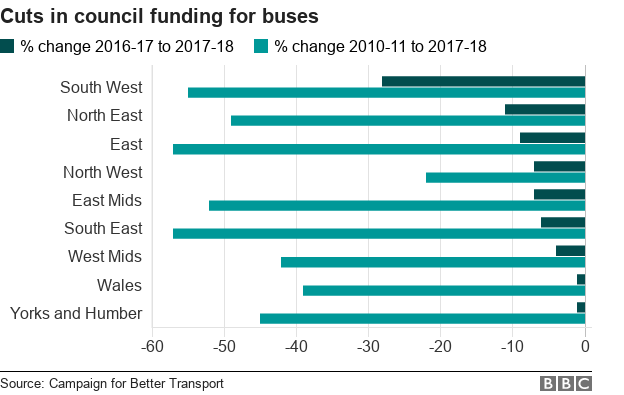 Cuts in council funding for buses
% change 2016-17 to 2017-18 % change 2010-11 to 2017-18
South West
North East
East
North West
East Mids
South East
West Mids
Wales
Yorks and Humber
-60 -50 -40 -30 -20 -10 0
Source: Campaign for Better Transport BBC